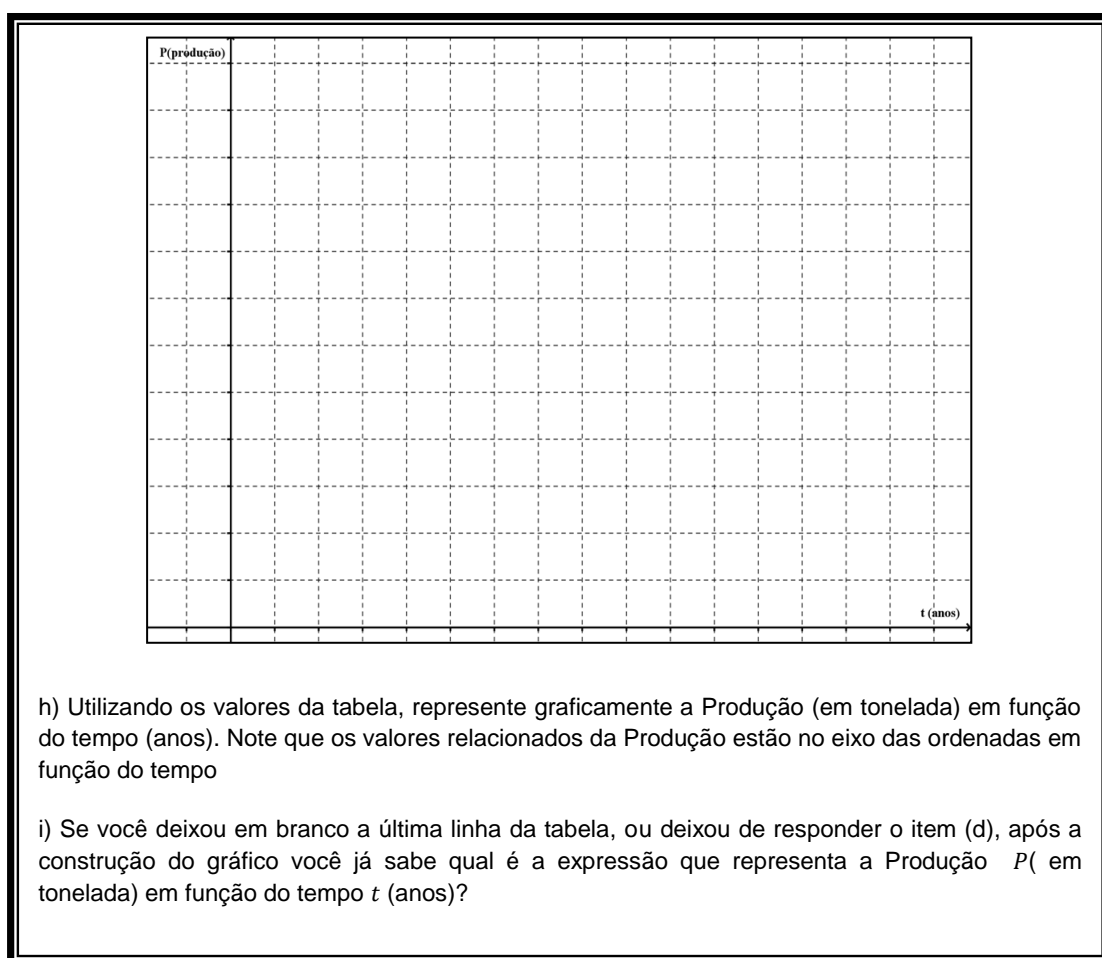 P(produção)
t (anos)
h) Utilizando os valores da tabela, represente graficamente a Produção (em tonelada) em função
do tempo (anos). Note que os valores relacionados da Produção estão no eixo das ordenadas em
função do tempo
i) Se você deixou em branco a última linha da tabela, ou deixou de responder o item (d), após a
construção do gráfico você já sabe qual é a expressão que representa a Produção P( em
tonelada) em função do tempo t (anos)?